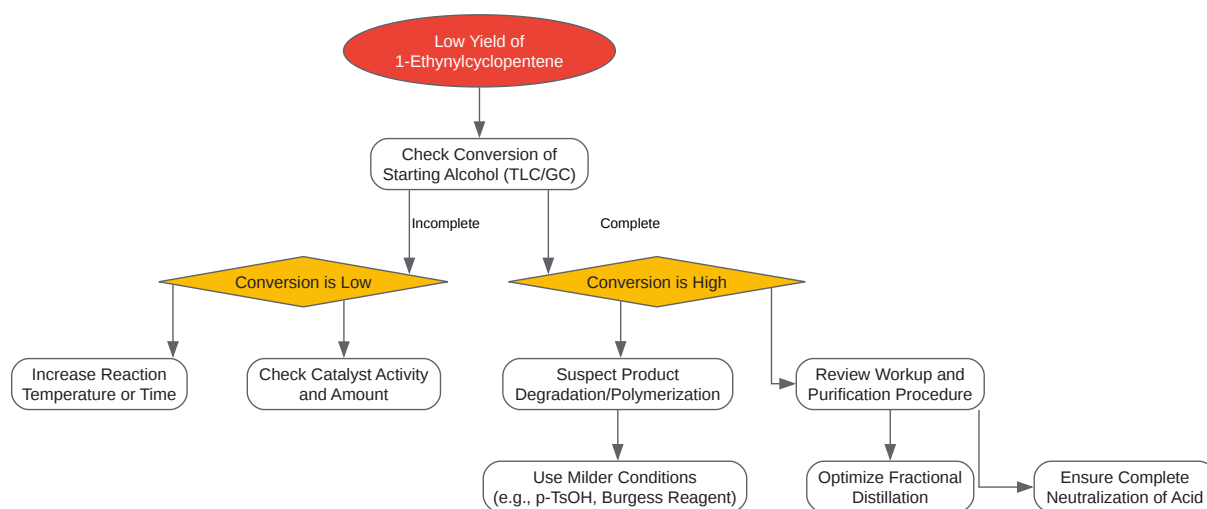 Low Yield of
1-Ethynylcyclopentene
Check Conversion of
Starting Alcohol (TLC/GC)
Incomplete
Complete
Conversion is Low
Conversion is High
Increase Reaction
Temperature or Time
Check Catalyst Activity
and Amount
Suspect Product
Degradation/Polymerization
Review Workup and
Purification Procedure
Use Milder Conditions
(e.g., p-TsOH, Burgess Reagent)
Optimize Fractional
Distillation
Ensure Complete
Neutralization of Acid